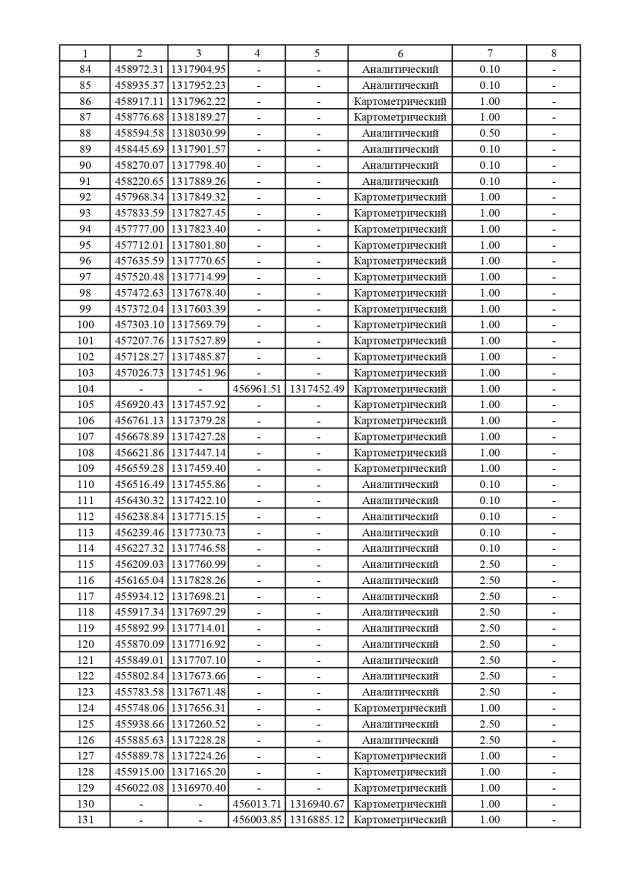 1 2 3 4 5 6 7 8
84 458972.31 1317904.95 - - Аналитический 0.10 -
85 458935.37 1317952.23 - - Аналитический 0.10 -
86 458917.11 1317962.22 - - Картометрический 1.00 -
87 458776.68 1318189.27 - - Картометрический 1.00 -
88 458594.58 1318030.99 - - Аналитический 0.50 -
89 458445.69 1317901.57 - - Аналитический 0.10 -
90 458270.07 1317798.40 - - Аналитический 0.10 -
91 458220.65 1317889.26 - - Аналитический 0.10 -
92 457968.34 1317849.32 - - Картометрический 1.00 -
93 457833.59 1317827.45 - - Картометрический 1.00 -
94 457777.00 1317823.40 - - Картометрический 1.00 -
95 457712.01 1317801.80 - - Картометрический 1.00 -
96 457635.59 1317770.65 - - Картометрический 1.00 -
97 457520.48 1317714.99 - - Картометрический 1.00 -
98 457472.63 1317678.40 - - Картометрический 1.00 -
99 457372.04 1317603.39 - - Картометрический 1.00 -
100 457303.10 1317569.79 - - Картометрический 1.00 -
101 457207.76 1317527.89 - - Картометрический 1.00 -
102 457128.27 1317485.87 - - Картометрический 1.00 -
103 457026.73 1317451.96 - - Картометрический 1.00 -
104 - - 456961.51 1317452.49 Картометрический 1.00 -
105 456920.43 1317457.92 - - Картометрический 1.00 -
106 456761.13 1317379.28 - - Картометрический 1.00 -
107 456678.89 1317427.28 - - Картометрический 1.00 -
108 456621.86 1317447.14 - - Картометрический 1.00 -
109 456559.28 1317459.40 - - Картометрический 1.00 -
110 456516.49 1317455.86 - - Аналитический 0.10 -
111 456430.32 1317422.10 - - Аналитический 0.10 -
112 456238.84 1317715.15 - - Аналитический 0.10 -
113 456239.46 1317730.73 - - Аналитический 0.10 -
114 456227.32 1317746.58 - - Аналитический 0.10 -
115 456209.03 1317760.99 - - Аналитический 2.50 -
116 456165.04 1317828.26 - - Аналитический 2.50 -
117 455934.12 1317698.21 - - Аналитический 2.50 -
118 455917.34 1317697.29 - - Аналитический 2.50 -
119 455892.99 1317714.01 - - Аналитический 2.50 -
120 455870.09 1317716.92 - - Аналитический 2.50 -
121 455849.01 1317707.10 - - Аналитический 2.50 -
122 455802.84 1317673.66 - - Аналитический 2.50 -
123 455783.58 1317671.48 - - Аналитический 2.50 -
124 455748.06 1317656.31 - - Картометрический 1.00 -
125 455938.66 1317260.52 - - Аналитический 2.50 -
126 455885.63 1317228.28 - - Аналитический 2.50 -
127 455889.78 1317224.26 - - Картометрический 1.00 -
128 455915.00 1317165.20 - - Картометрический 1.00 -
129 456022.08 1316970.40 - - Картометрический 1.00 -
130 - - 456013.71 1316940.67 Картометрический 1.00 -
131 - - 456003.85 1316885.12 Картометрический 1.00 -